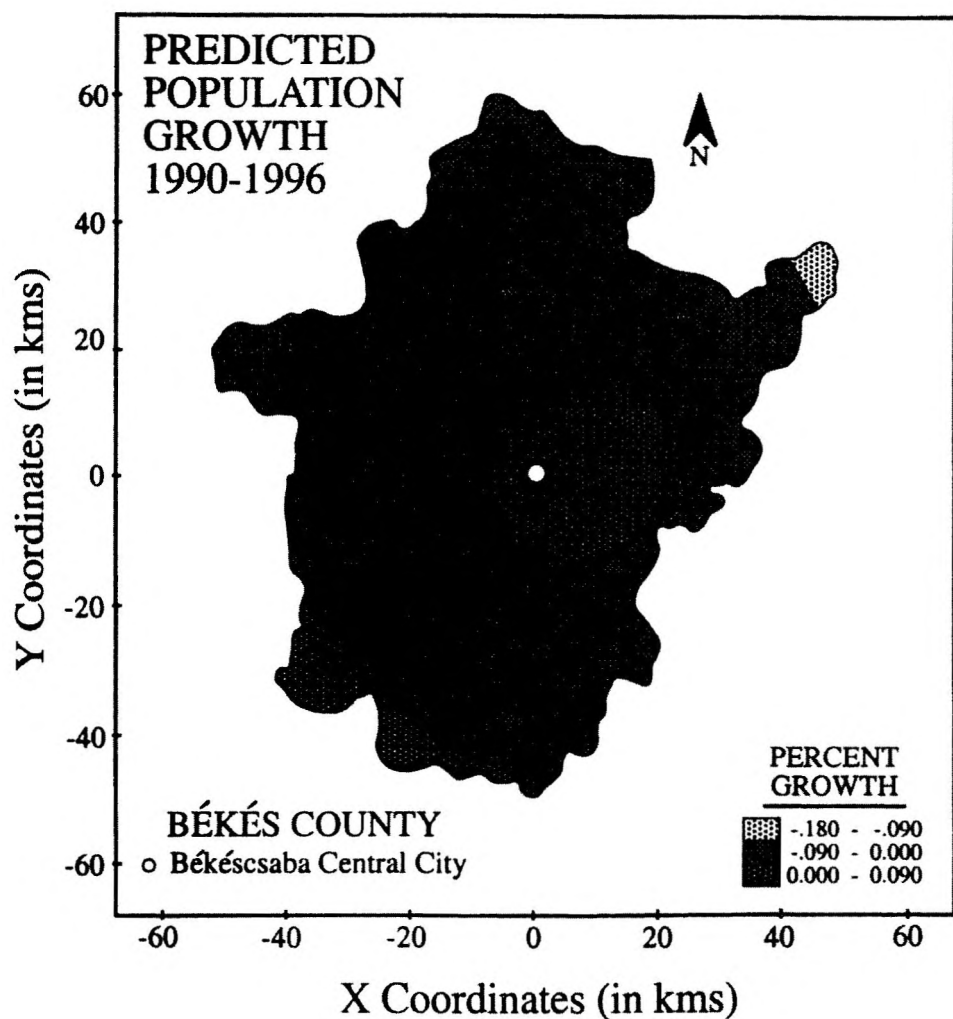 PREDICTED
POPULATION
GROWTH
1990-1996
N
60
40
20
0
-20
-40
-60
Y Coordinates (in kms)
BÉKÉS COUNTY
Békéscsaba Central City
PERCENT
GROWTH
-.180 - -.090
-.090 - 0.000
0.000 - 0.090
-60 -40 -20 0 20 40 60
X Coordinates (in kms)